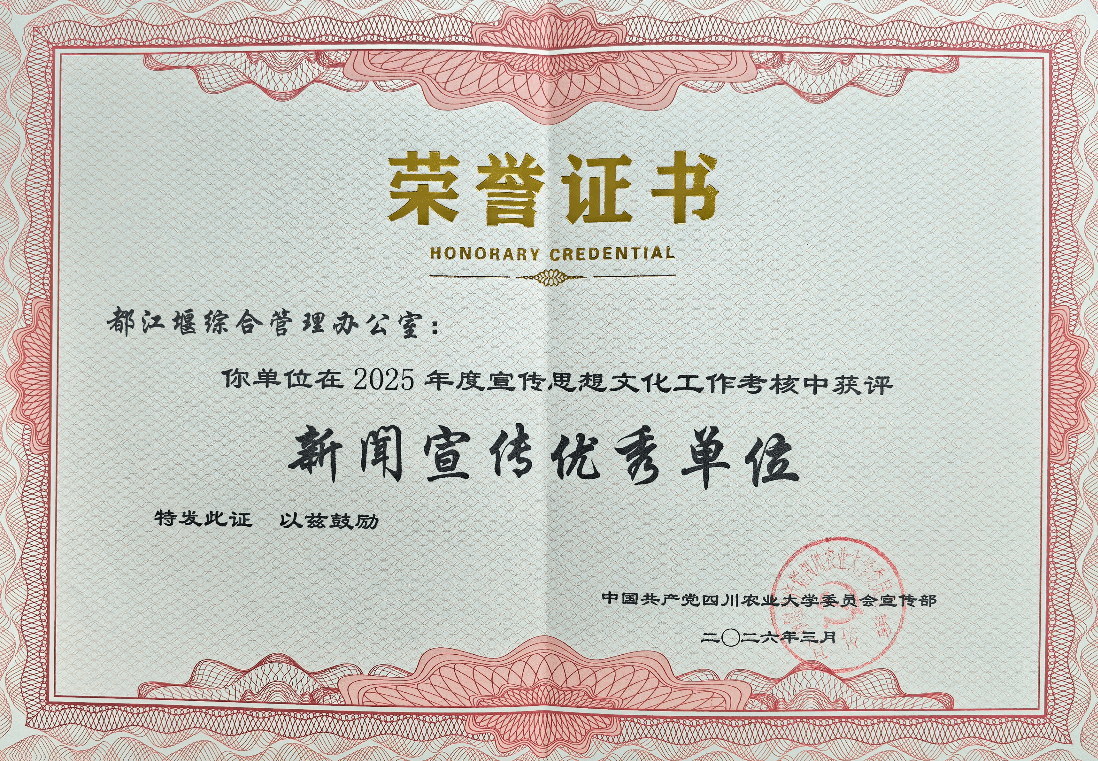 荣誉证书
HONORARY CREDENTIAL
都江堰综合管理办公室：
你单位在2025年度宣传思想文化工作考核中获评
新闻宣传优秀单位
特发此证 以兹鼓励
中国共产党四川农业大学委员会宣传部
二〇二六年三月